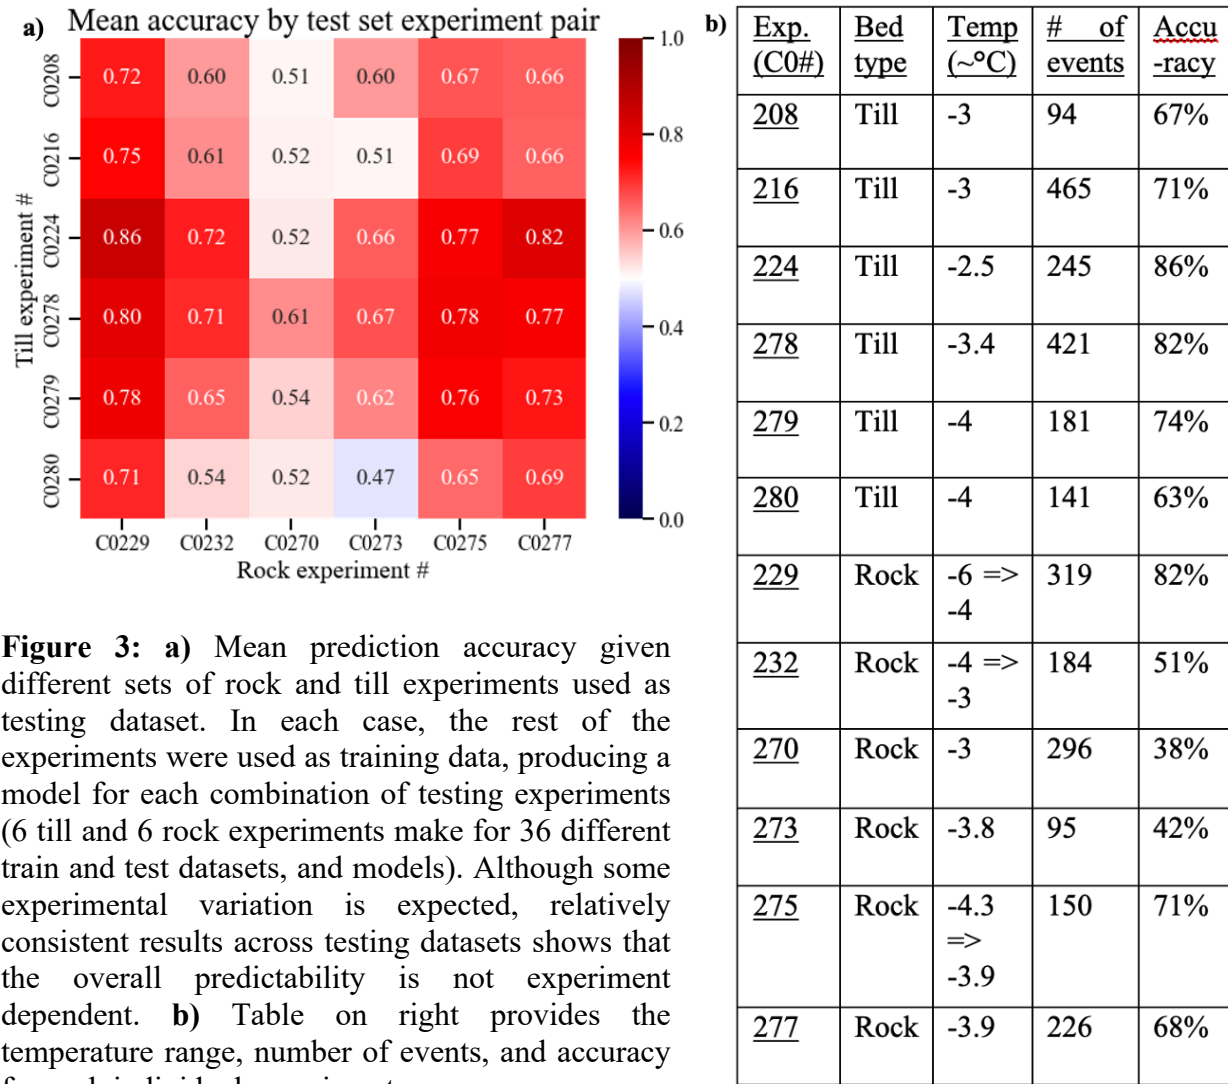 a) Mean accuracy by test set experiment pair
Till experiment #
C0208 0.72 0.60 0.51 0.60 0.67 0.66
C0216 0.75 0.61 0.52 0.51 0.69 0.66
C0224 0.86 0.72 0.52 0.66 0.77 0.82
C0278 0.80 0.71 0.61 0.67 0.78 0.77
C0279 0.78 0.65 0.54 0.62 0.76 0.73
C0280 0.71 0.54 0.52 0.47 0.65 0.69
C0229 C0232 C0270 C0273 C0275 C0277
Rock experiment #
1.0
0.8
0.6
0.4
0.2
0.0
Figure 3: a) Mean prediction accuracy given
different sets of rock and till experiments used as
testing dataset. In each case, the rest of the
experiments were used as training data, producing a
model for each combination of testing experiments
(6 till and 6 rock experiments make for 36 different
train and test datasets, and models). Although some
experimental variation is expected, relatively
consistent results across testing datasets shows that
the overall predictability is not experiment
dependent. b) Table on right provides the
temperature range, number of events, and accuracy
b)
Exp. Bed Temp # of Accu
(C0#) type (~°C) events -racy
208 Till -3 94 67%
216 Till -3 465 71%
224 Till -2.5 245 86%
278 Till -3.4 421 82%
279 Till -4 181 74%
280 Till -4 141 63%
229 Rock -6 => 319 82%
-4
232 Rock -4 => 184 51%
-3
270 Rock -3 296 38%
273 Rock -3.8 95 42%
275 Rock -4.3 150 71%
=>
-3.9
277 Rock -3.9 226 68%